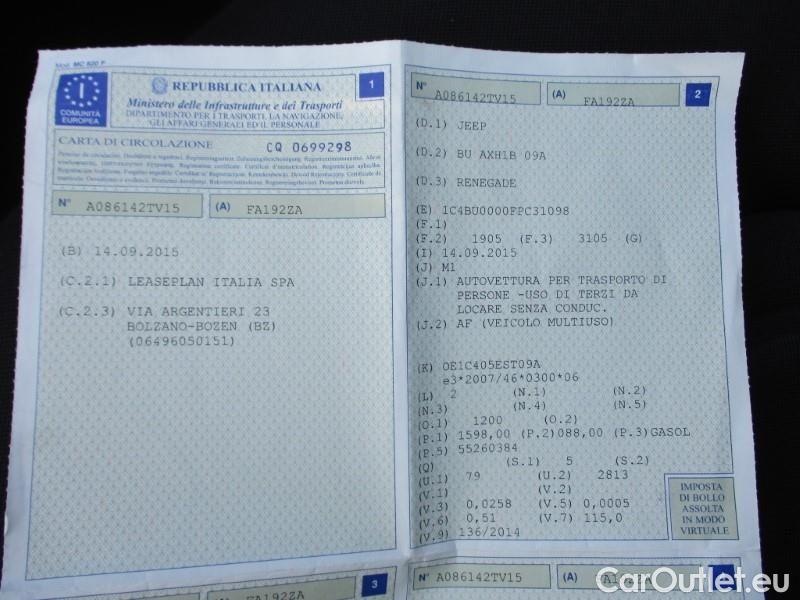 Mod. MC 820 F
I
COMUNITÀ
EUROPEA
REPUBBLICA ITALIANA
1
Ministero delle Infrastrutture e dei Trasporti
DIPARTIMENTO PER I TRASPORTI, LA NAVIGAZIONE,
GLI AFFARI GENERALI ED IL PERSONALE
CARTA DI CIRCOLAZIONE CQ 0699298
N° A086142TV15 (A) FA192ZA
(B) 14.09.2015
(C.2.1) LEASEPLAN ITALIA SPA
(C.2.3) VIA ARGENTIERI 23
BOLZANO-BOZEN (BZ)
(06496050151)
3
FA192ZA
N° A086142TV15 (A) FA192ZA 2
(D.1) JEEP
(D.2) BU AXH1B 09A
(D.3) RENEGADE
(E) 1C4BU0000FPC31098
(F.1)
(F.2) 1905 (F.3) 3105 (G)
(I) 14.09.2015
(J) M1
(J.1) AUTOVETTURA PER TRASPORTO DI
PERSONE -USO DI TERZI DA
LOCARE SENZA CONDUC.
(J.2) AF (VEICOLO MULTIUSO)
(K) OE1C405EST09A
e3*2007/46*0300*06
(L) 2 (N.1) (N.2)
(N.3) (N.4) (N.5)
(O.1) 1200 (O.2)
(P.1) 1598,00 (P.2)088,00 (P.3)GASOL
(P.5) 55260384
(Q) (S.1) 5 (S.2)
(U.1) 79 (U.2) 2813
(V.1) (V.2)
(V.3) 0,0258 (V.5) 0,0005
(V.6) 0,51 (V.7) 115,0
(V.9) 136/2014
IMPOSTA
DI BOLLO
ASSOLTA
IN MODO
VIRTUALE
N° A086142TV15 (A) FA192ZA
CarOutlet.eu